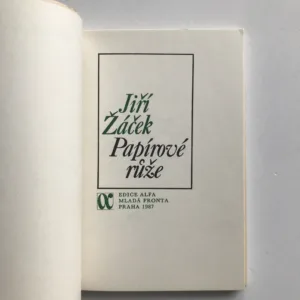 Jiří
Žáček
Papírové
růže
EDICE ALFA
MLADÁ FRONTA
PRAHA 1987